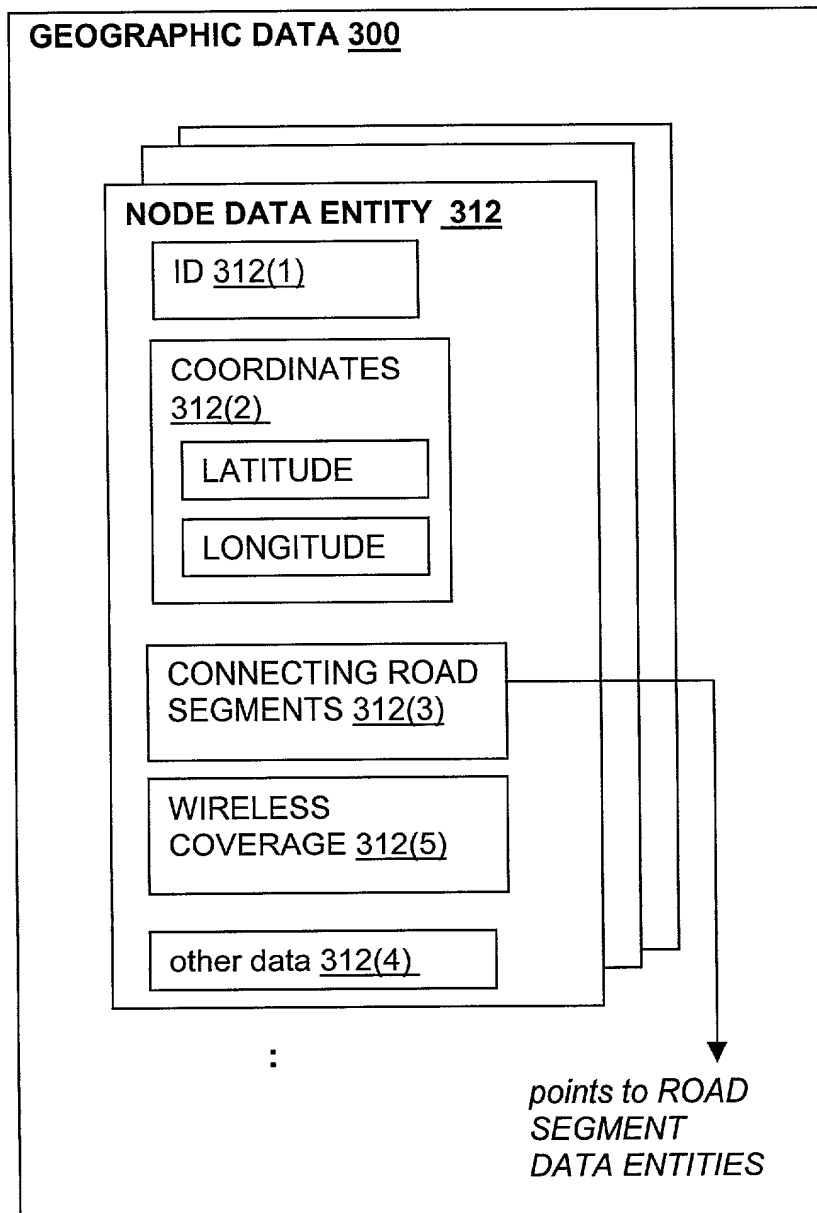 GEOGRAPHIC DATA 300
NODE DATA ENTITY 312
ID 312(1)
COORDINATES
312(2)
LATITUDE
LONGITUDE
CONNECTING ROAD
SEGMENTS 312(3)
WIRELESS
COVERAGE 312(5)
other data 312(4)
:
points to ROAD
SEGMENT
DATA ENTITIES